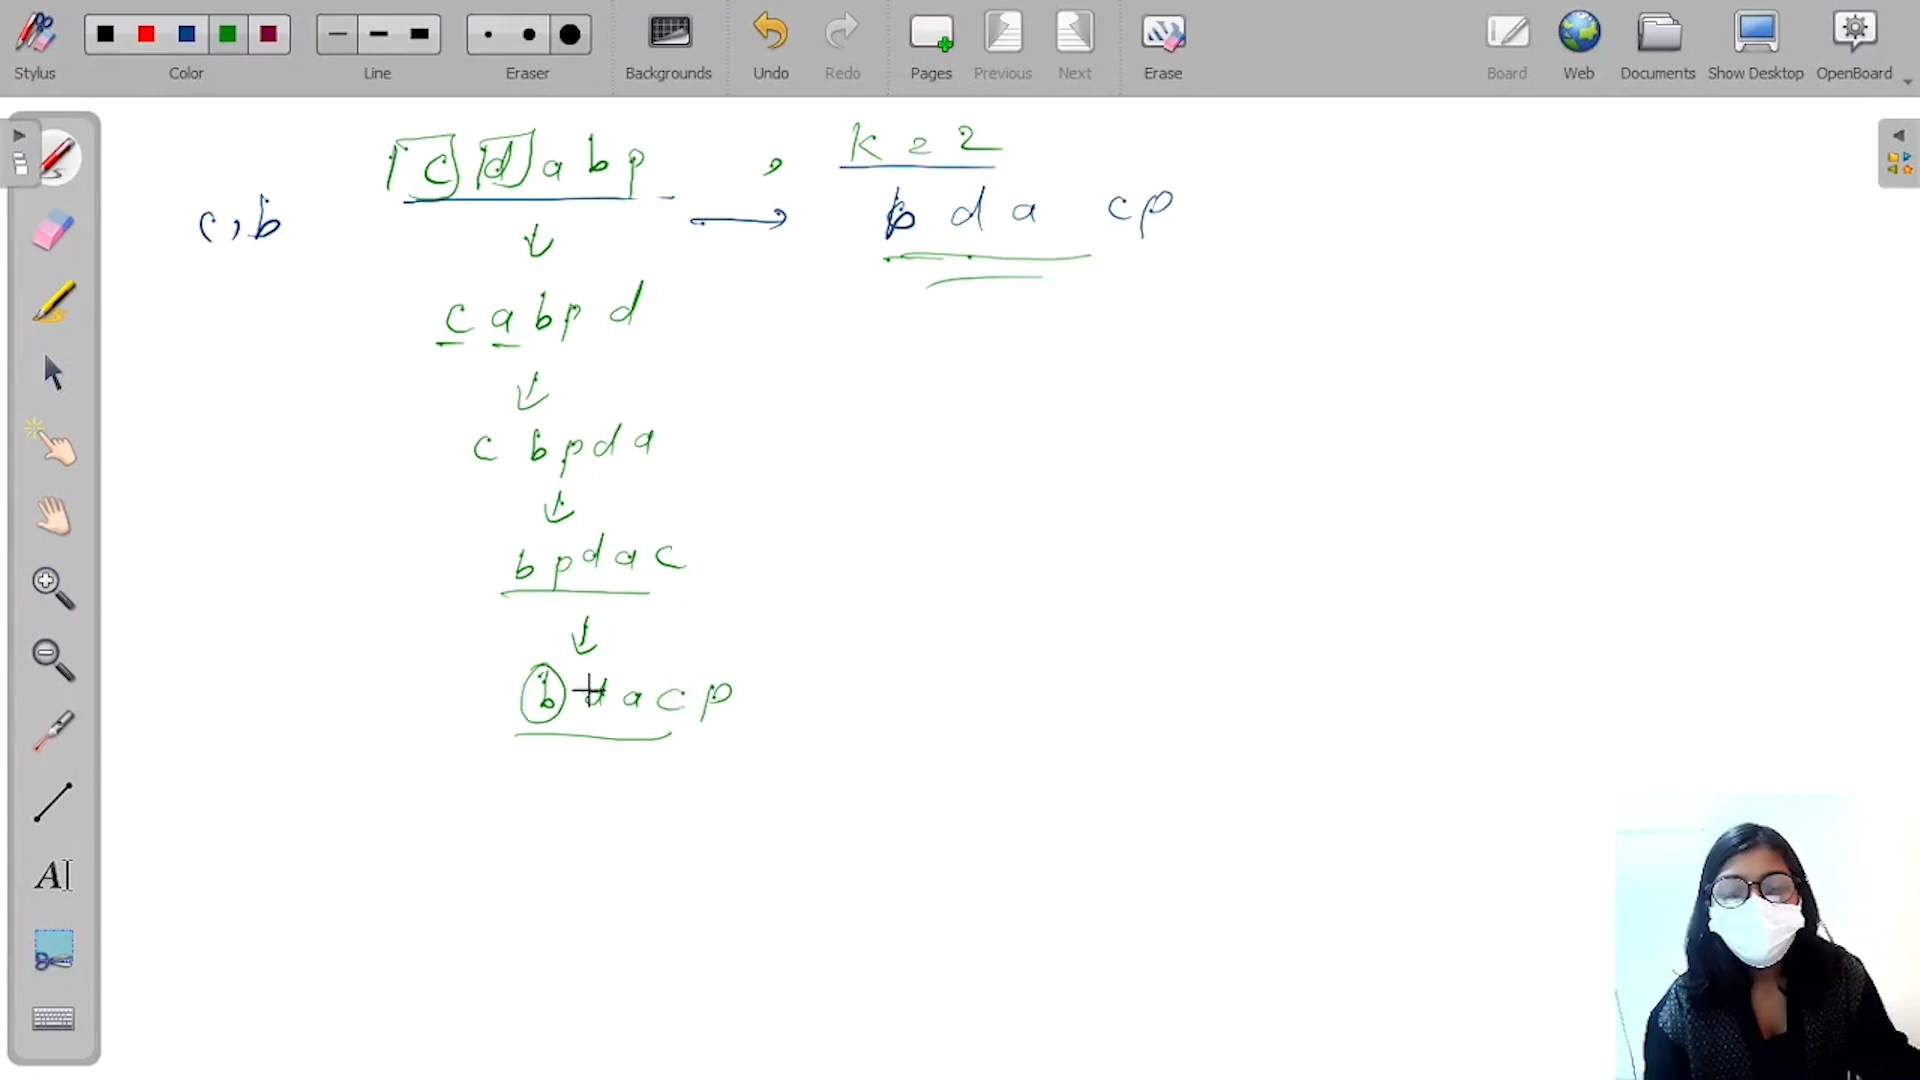 Stylus
Color
Line
Eraser
Backgrounds
Undo
Redo
Pages
Previous
Next
Erase
Board
Web
Documents
Show Desktop
OpenBoard
c d a b p , k = 2
c, b → b d a c p
↓
c a b p d
↓
c b p d a
↓
b p d a c
↓
b d a c p